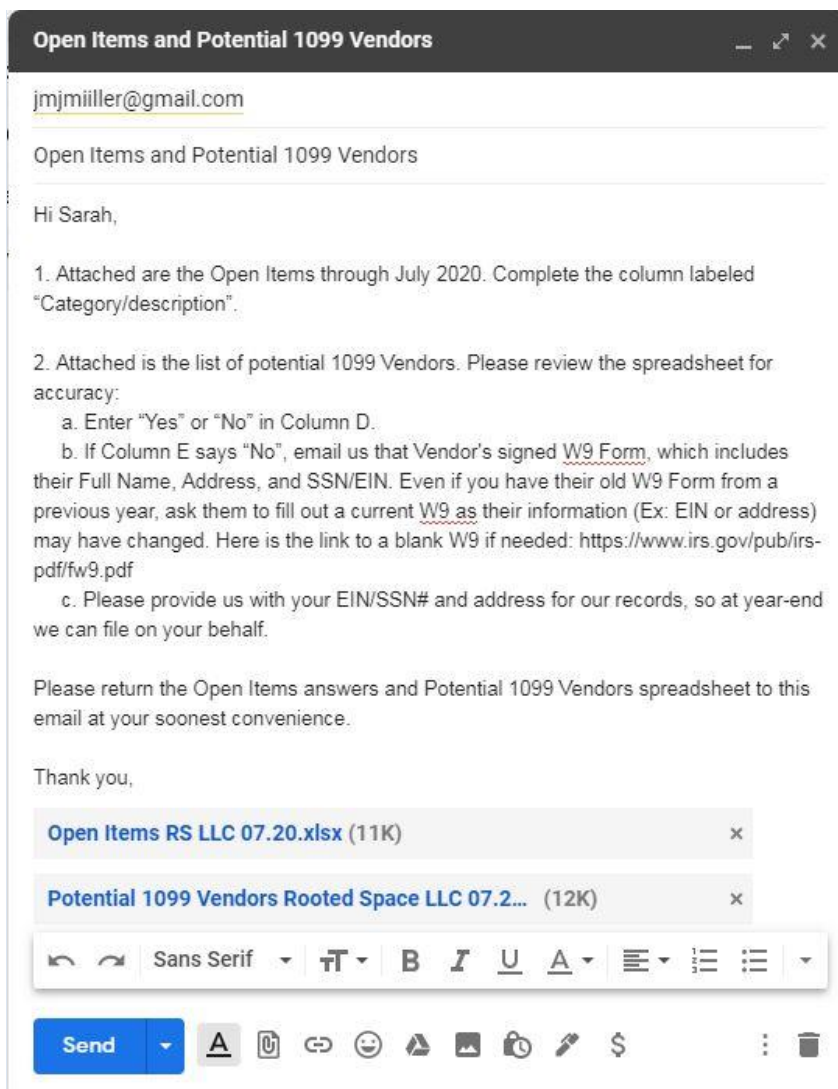 Open Items and Potential 1099 Vendors
jmjmiiller@gmail.com
Open Items and Potential 1099 Vendors
Hi Sarah,
1. Attached are the Open Items through July 2020. Complete the column labeled
“Category/description”.
2. Attached is the list of potential 1099 Vendors. Please review the spreadsheet for
accuracy:
a. Enter “Yes” or “No” in Column D.
b. If Column E says “No”, email us that Vendor's signed W9 Form, which includes
their Full Name, Address, and SSN/EIN. Even if you have their old W9 Form from a
previous year, ask them to fill out a current W9 as their information (Ex: EIN or address)
may have changed. Here is the link to a blank W9 if needed: https://www.irs.gov/pub/irs-
pdf/fw9.pdf
c. Please provide us with your EIN/SSN# and address for our records, so at year-end
we can file on your behalf.
Please return the Open Items answers and Potential 1099 Vendors spreadsheet to this
email at your soonest convenience.
Thank you,
Open Items RS LLC 07.20.xlsx (11K)
Potential 1099 Vendors Rooted Space LLC 07.2... (12K)
Sans Serif
Send